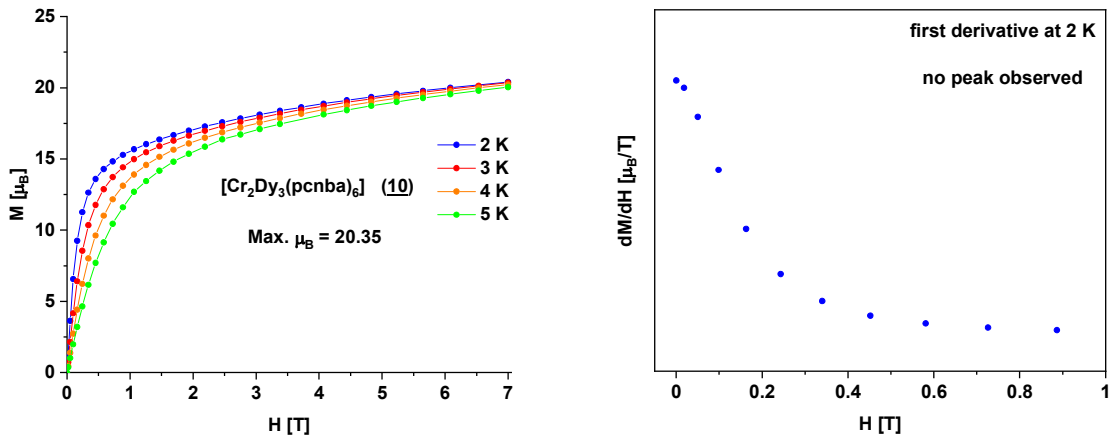 25
20
15
10
5
0
M [μB]
0 1 2 3 4 5 6 7
H [T]
2 K
3 K
4 K
5 K
[Cr2Dy3(pcnba)6] (10)
Max. μB = 20.35
first derivative at 2 K
no peak observed
dM/dH [μB/T]
0 0.2 0.4 0.6 0.8 1
H [T]